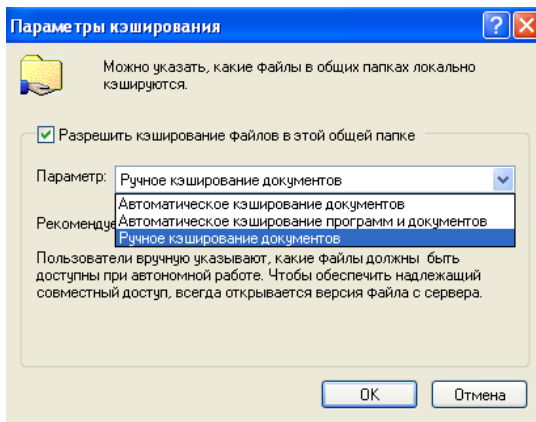 Параметры кэширования
Можно указать, какие файлы в общих папках локально
кэшируются.
Разрешить кэширование файлов в этой общей папке
Параметр: Ручное кэширование документов
Автоматическое кэширование документов
Рекоменду Автоматическое кэширование программ и документов
Ручное кэширование документов
Пользователи вручную указывают, какие файлы должны быть
доступны при автономной работе. Чтобы обеспечить надлежащий
совместный доступ, всегда открывается версия файла с сервера.
OK Отмена